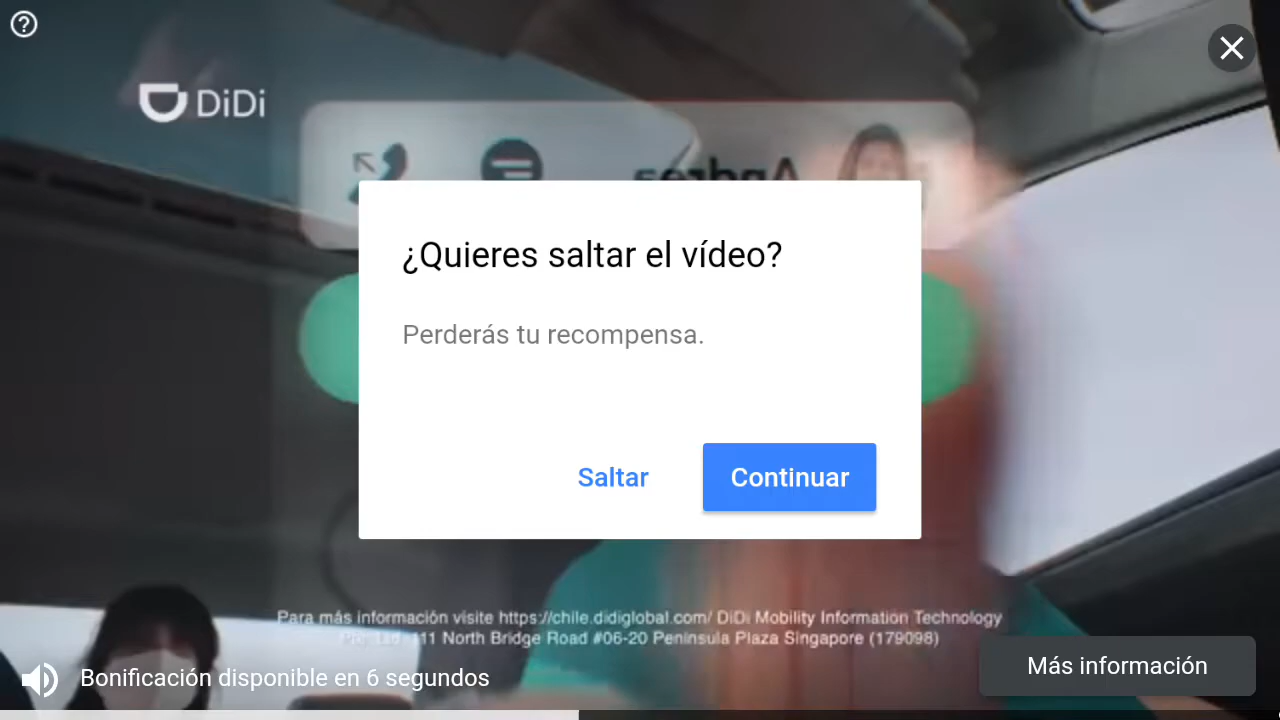 DiDi
Andrea
¿Quieres saltar el vídeo?
Perderás tu recompensa.
Saltar
Continuar
Para más información visite https://chile.didiglobal.com/ DiDi Mobility Information Technology
Pte. Ltd. 111 North Bridge Road #06-20 Peninsula Plaza Singapore (179098)
Bonificación disponible en 6 segundos
Más información